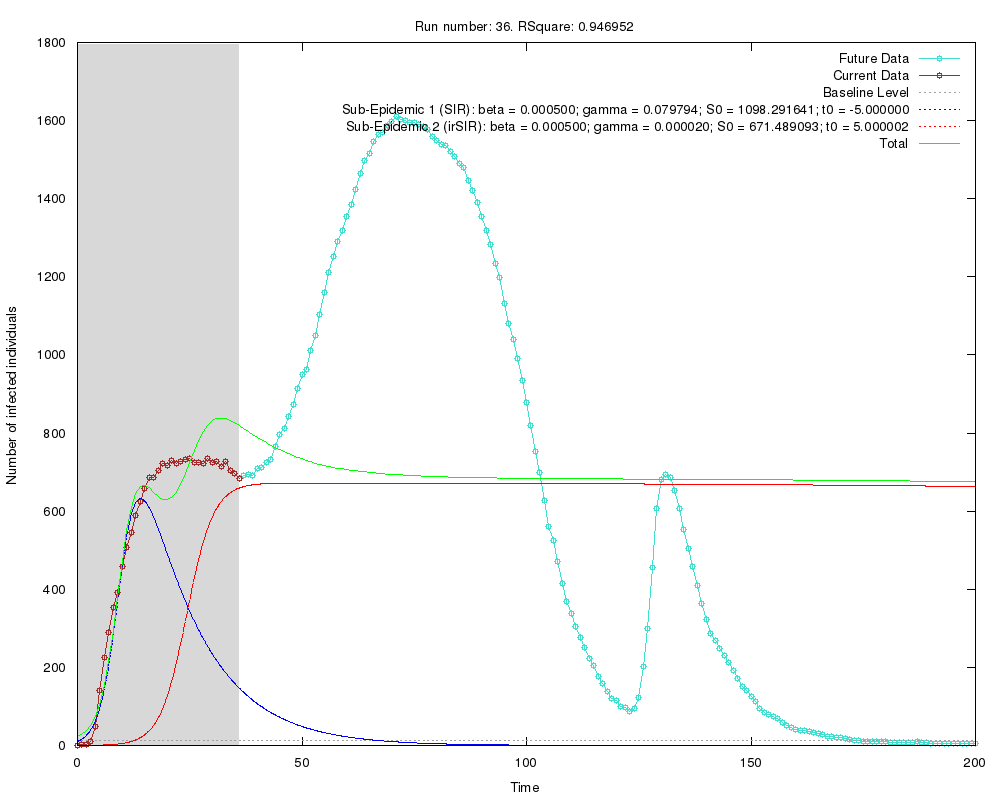 Run number: 36. RSquare: 0.946952
Future Data
Current Data
Baseline Level
Sub-Epidemic 1 (SIR): beta = 0.000500; gamma = 0.079794; S0 = 1098.291641; t0 = -5.000000
Sub-Epidemic 2 (irSIR): beta = 0.000500; gamma = 0.000020; S0 = 671.489093; t0 = 5.000002
Total
1800
1600
1400
1200
1000
800
600
400
200
0
Number of infected individuals
0 50 100 150 200
Time